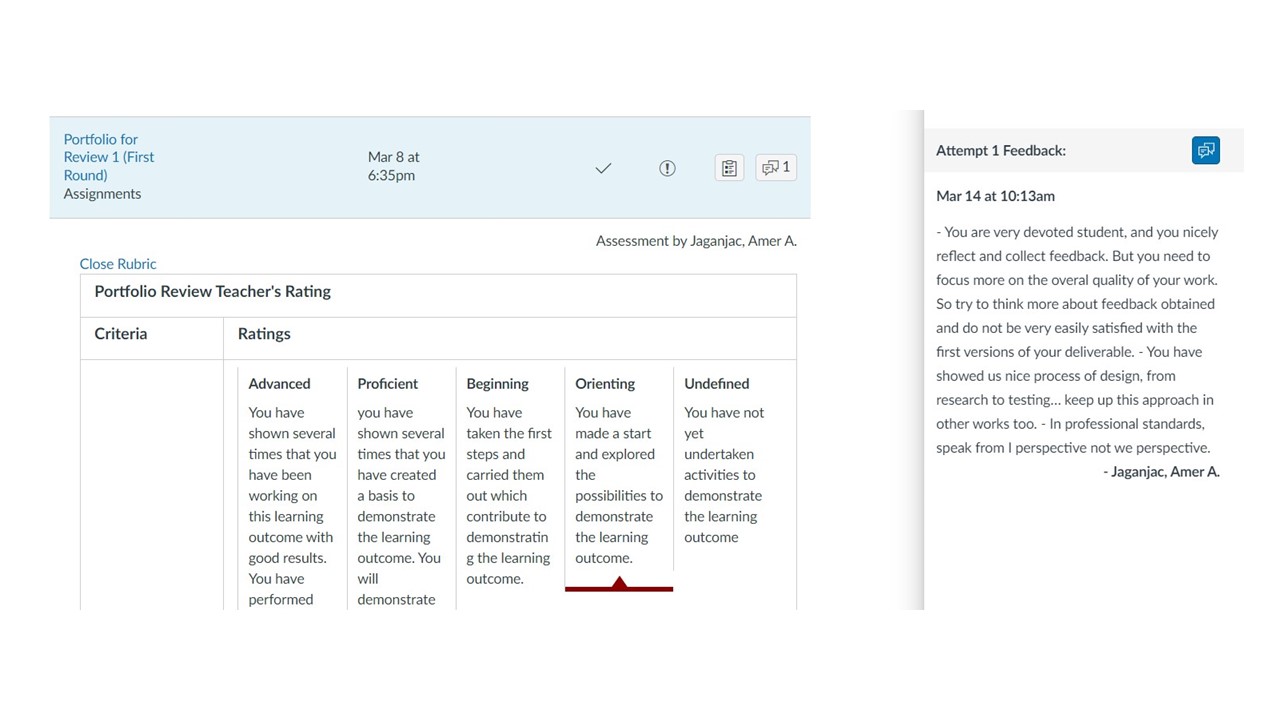 Portfolio for
Review 1 (First
Round)
Assignments
Mar 8 at
6:35pm
1
Assessment by Jaganjac, Amer A.
Close Rubric
Portfolio Review Teacher's Rating
Criteria
Ratings
Advanced
You have
shown several
times that you
have been
working on
this learning
outcome with
good results.
You have
performed
Proficient
you have
shown several
times that you
have created
a basis to
demonstrate
the learning
outcome. You
will
demonstrate
Beginning
You have
taken the first
steps and
carried them
out which
contribute to
demonstratin
g the learning
outcome.
Orienting
You have
made a start
and explored
the
possibilities to
demonstrate
the learning
outcome.
Undefined
You have not
yet
undertaken
activities to
demonstrate
the learning
outcome
Attempt 1 Feedback:
Mar 14 at 10:13am
- You are very devoted student, and you nicely
reflect and collect feedback. But you need to
focus more on the overal quality of your work.
So try to think more about feedback obtained
and do not be very easily satisfied with the
first versions of your deliverable. - You have
showed us nice process of design, from
research to testing... keep up this approach in
other works too. - In professional standards,
speak from I perspective not we perspective.
- Jaganjac, Amer A.